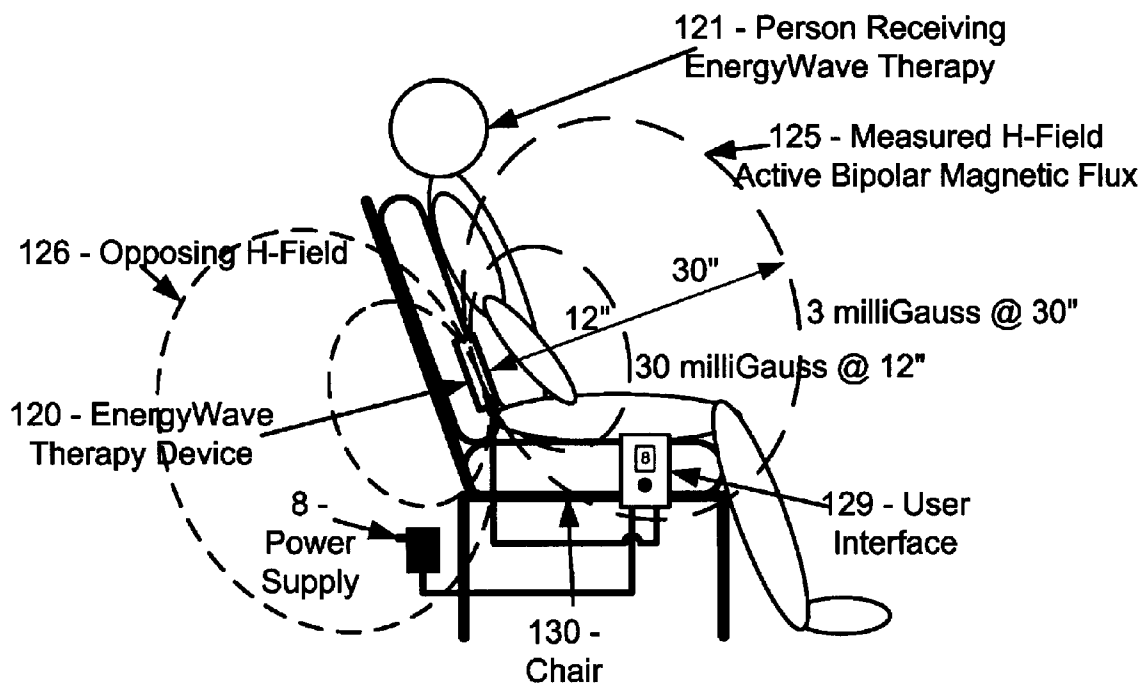 121 - Person Receiving
EnergyWave Therapy
125 - Measured H-Field
Active Bipolar Magnetic Flux
126 - Opposing H-Field
30"
12"
3 milliGauss @ 30"
30 milliGauss @ 12"
120 - EnergyWave
Therapy Device
8
8 -
Power
Supply
129 - User
Interface
130 -
Chair